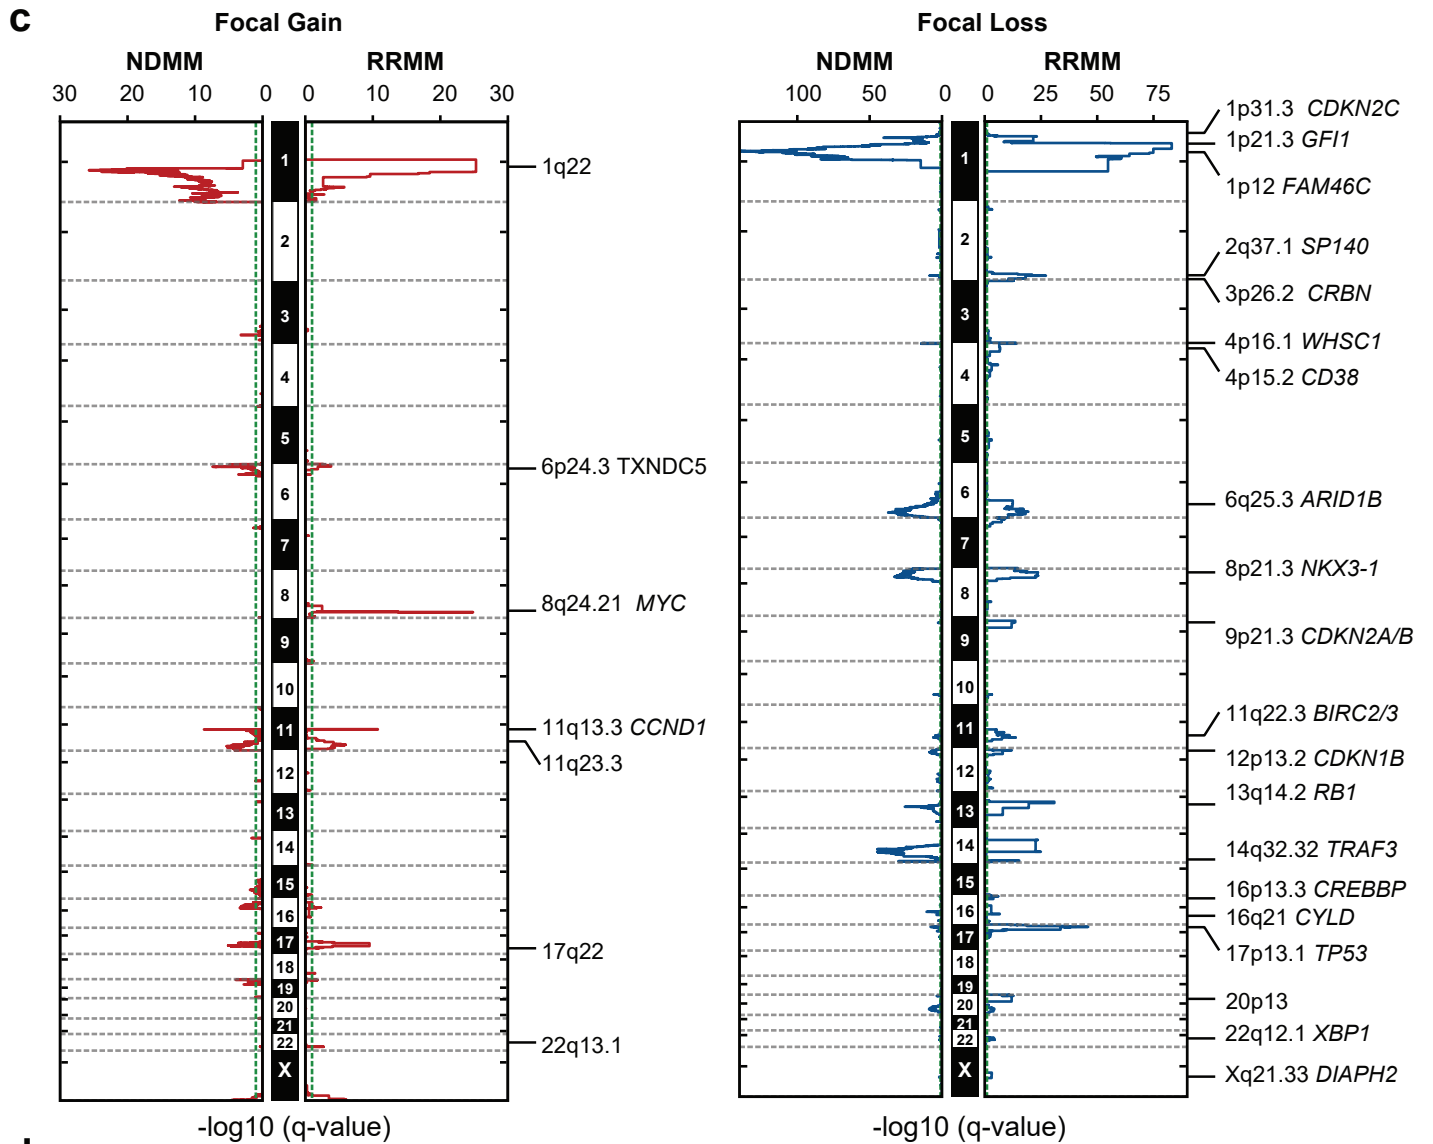 c
Focal Gain
NDMM RRMM
30 20 10 0 0 10 20 30
1
2
3
4
5
6
7
8
9
10
11
12
13
14
15
16
17
18
19
20
21
22
X
1q22
6p24.3 TXNDC5
8q24.21 MYC
11q13.3 CCND1
11q23.3
17q22
22q13.1
-log10 (q-value)
Focal Loss
NDMM RRMM
100 50 0 0 25 50 75
1
2
3
4
5
6
7
8
9
10
11
12
13
14
15
16
17
18
19
20
21
22
X
1p31.3 CDKN2C
1p21.3 GFI1
1p12 FAM46C
2q37.1 SP140
3p26.2 CRBN
4p16.1 WHSC1
4p15.2 CD38
6q25.3 ARID1B
8p21.3 NKX3-1
9p21.3 CDKN2A/B
11q22.3 BIRC2/3
12p13.2 CDKN1B
13q14.2 RB1
14q32.32 TRAF3
16p13.3 CREBBP
16q21 CYLD
17p13.1 TP53
20p13
22q12.1 XBP1
Xq21.33 DIAPH2
-log10 (q-value)